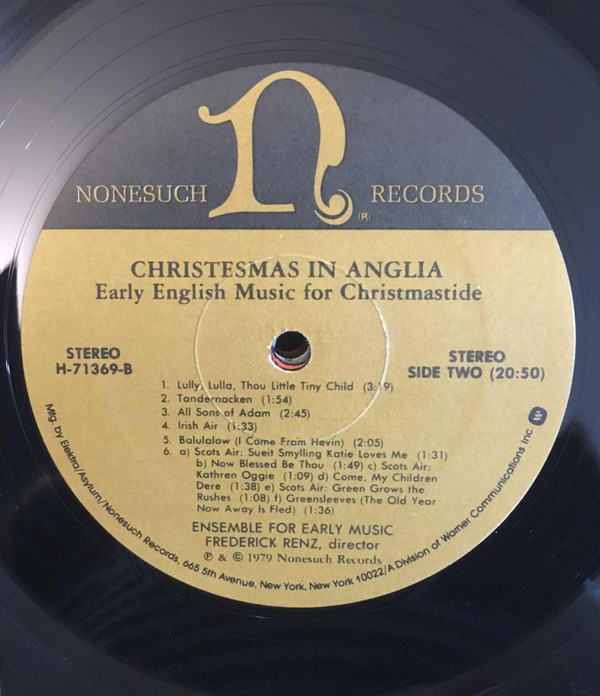 n
NONESUCH RECORDS
®
CHRISTESMAS IN ANGLIA
Early English Music for Christmastide
STEREO
H-71369-B
STEREO
SIDE TWO (20:50)
1. Lully, Lulla, Thou Little Tiny Child (3:19)
2. Tandernacken (1:54)
3. All Sons of Adam (2:45)
4. Irish Air (1:33)
5. Balulalow (I Come From Hevin) (2:05)
6. a) Scots Air: Sueit Smylling Katie Loves Me (1:31)
b) Now Blessed Be Thou (1:49) c) Scots Air:
Kathren Oggie (1:09) d) Come, My Children
Dere (1:38) e) Scots Air: Green Grows the
Rushes (1:08) f) Greensleeves (The Old Year
Now Away Is Fled) (1:36)
ENSEMBLE FOR EARLY MUSIC
FREDERICK RENZ, director
℗ & © 1979 Nonesuch Records
Mfg. by Elektra/Asylum/Nonesuch Records, 665 5th Avenue, New York, New York 10022/A Division of Warner Communications Inc.